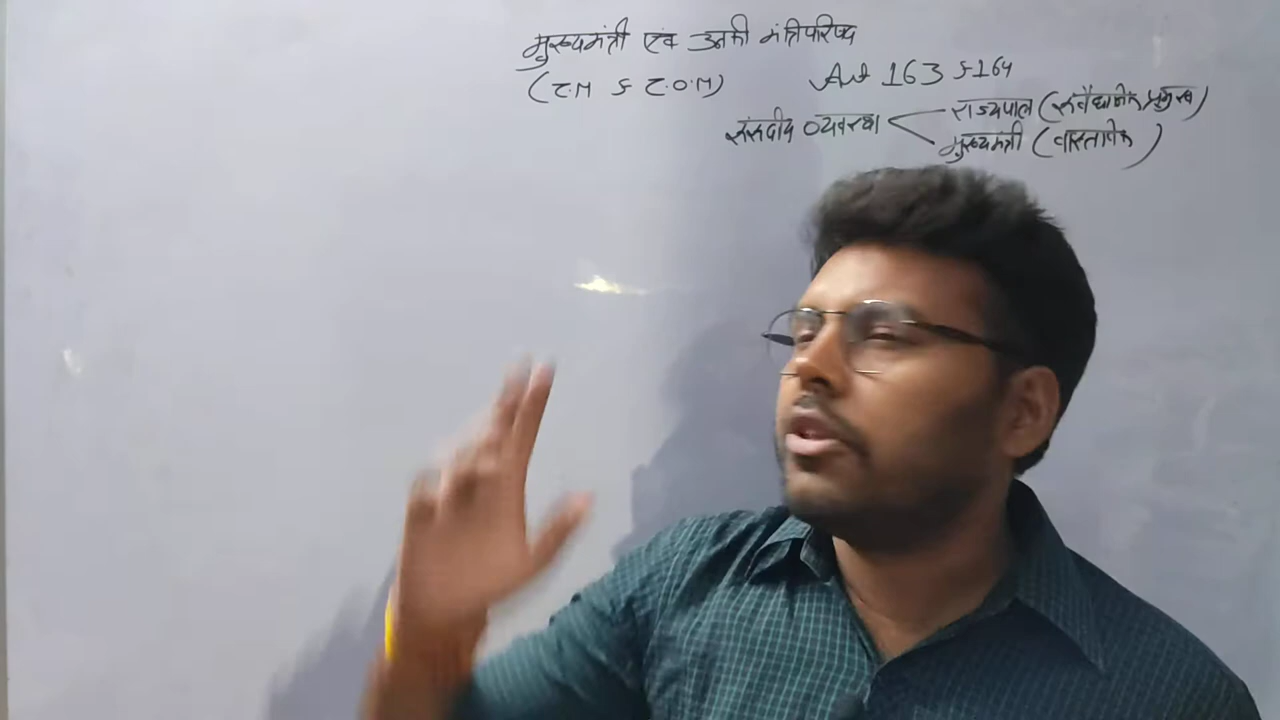 मुख्यमंत्री एवं उनकी मंत्रिपरिषद
(C.M & C.O.M) Art 163 & 164
संसदीय व्यवस्था राज्यपाल (संवैधानिक प्रमुख)
मुख्यमंत्री (वास्तविक)